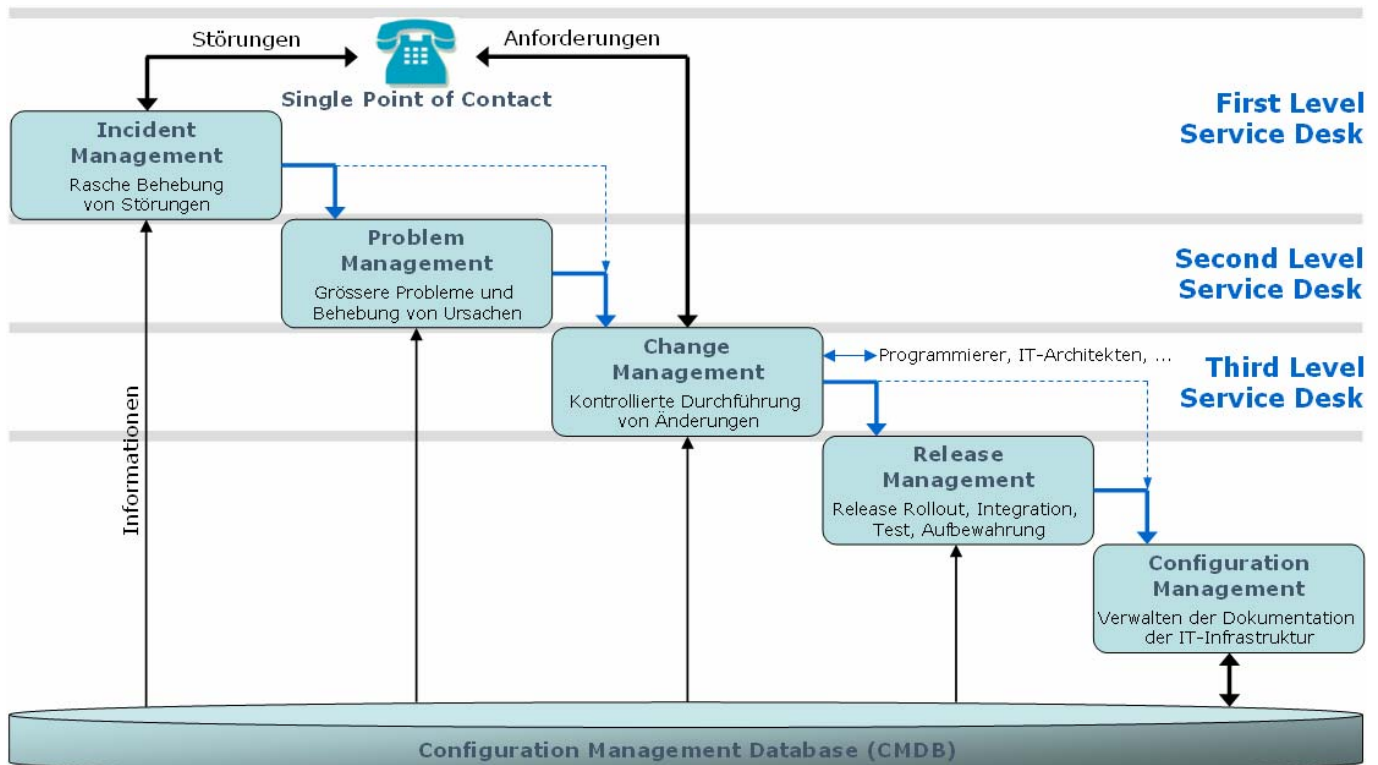 Störungen
Anforderungen
Single Point of Contact
First Level
Service Desk
Incident
Management
Rasche Behebung
von Störungen
Problem
Management
Grössere Probleme und
Behebung von Ursachen
Second Level
Service Desk
Change
Management
Kontrollierte Durchführung
von Änderungen
Programmierer, IT-Architekten, ...
Third Level
Service Desk
Informationen
Release
Management
Release Rollout, Integration,
Test, Aufbewahrung
Configuration
Management
Verwalten der Dokumentation
der IT-Infrastruktur
Configuration Management Database (CMDB)